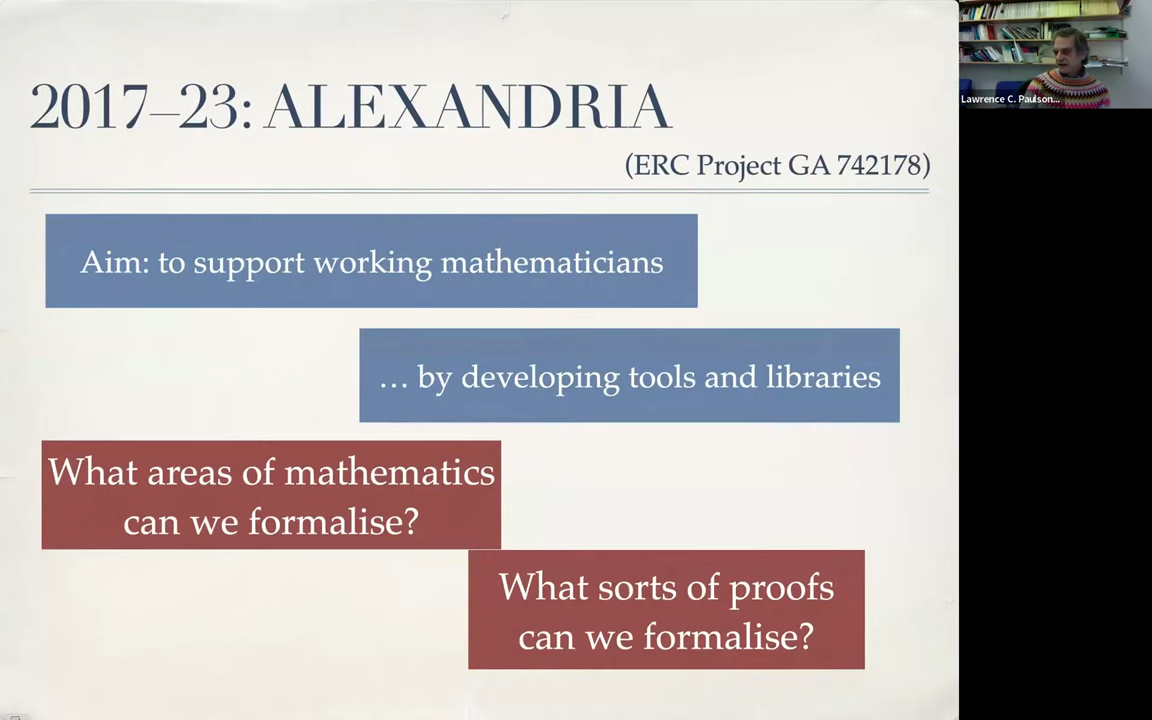 2017–23: ALEXANDRIA
(ERC Project GA 742178)
Aim: to support working mathematicians
… by developing tools and libraries
What areas of mathematics
can we formalise?
What sorts of proofs
can we formalise?
Lawrence C. Paulson...